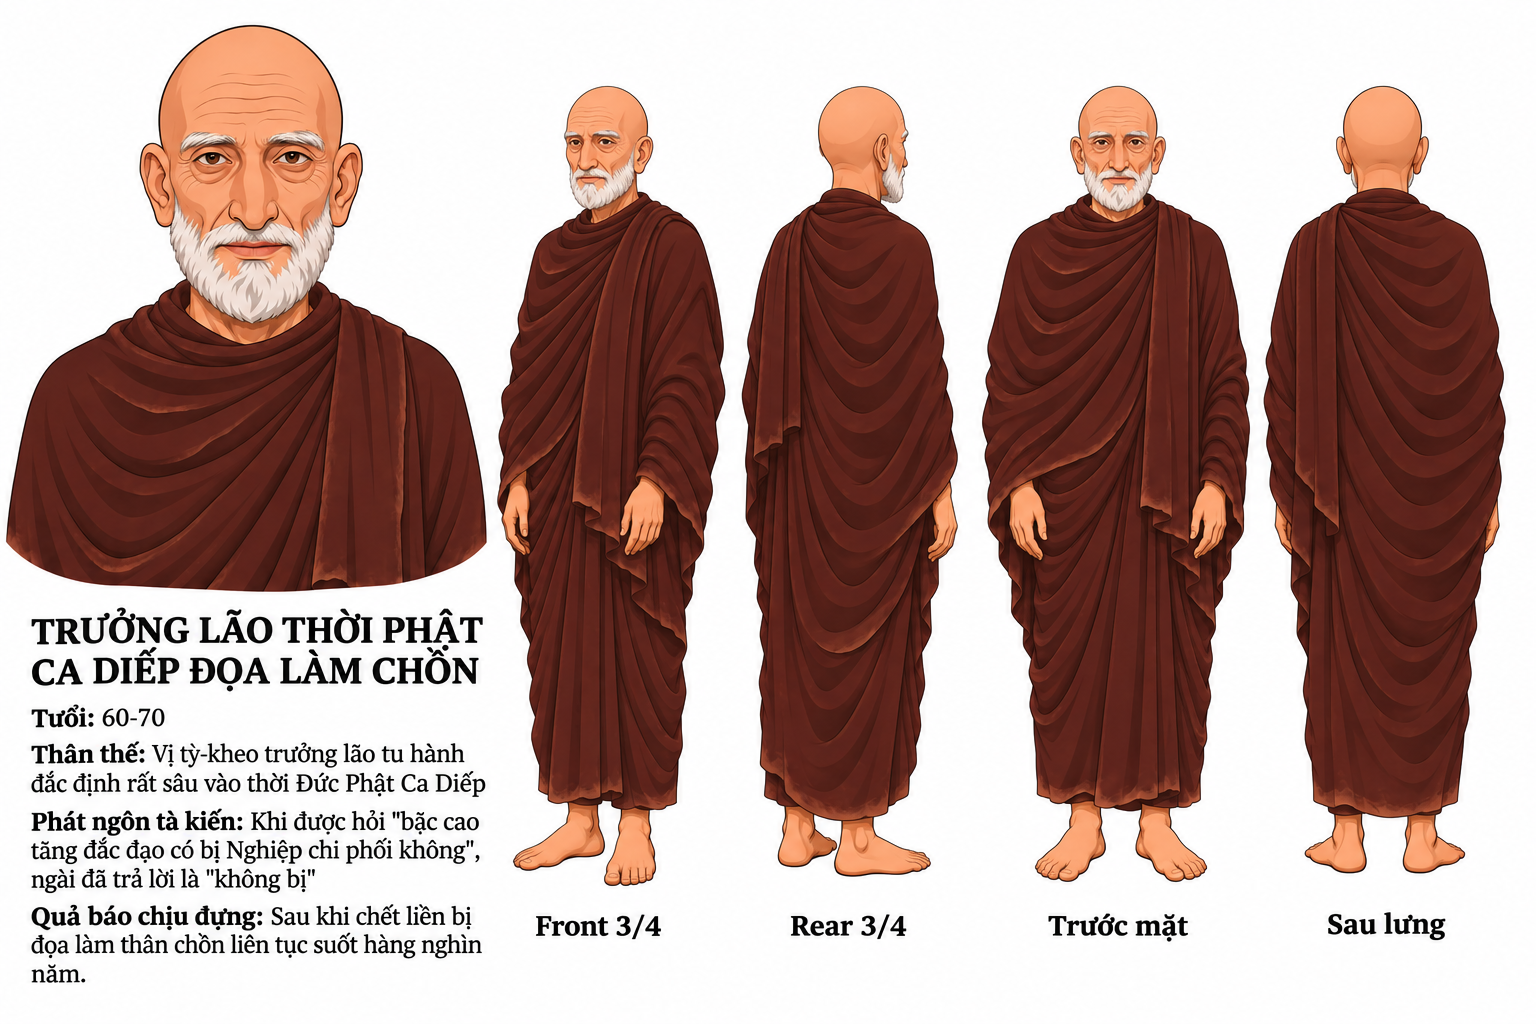 TRƯỞNG LÃO THỜI PHẬT
CA DIẾP ĐỌA LÀM CHỒN
Tuổi: 60-70
Thân thế: Vị tỳ-kheo trưởng lão tu hành
đắc định rất sâu vào thời Đức Phật Ca Diếp
Phát ngôn tà kiến: Khi được hỏi "bậc cao
tăng đắc đạo có bị Nghiệp chi phối không",
ngài đã trả lời là "không bị"
Quả báo chịu đựng: Sau khi chết liền bị
đọa làm thân chồn liên tục suốt hàng nghìn
năm.
Front 3/4
Rear 3/4
Trước mặt
Sau lưng